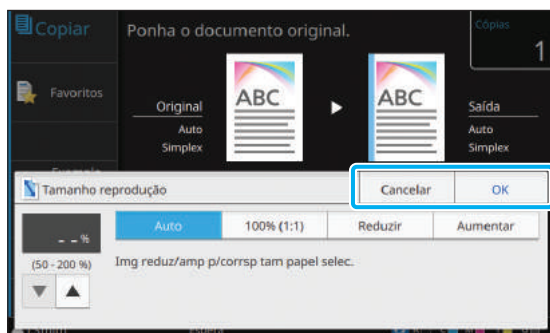 Copiar
Ponha o documento original.
Cópias
1
Favoritos
Original
Auto
Simplex
ABC
ABC
Saída
Auto
Simplex
Tamanho reprodução
Cancelar
OK
Auto
100% (1:1)
Reduzir
Aumentar
- - %
(50 - 200 %)
Img reduz/amp p/corrsp tam papel selec.